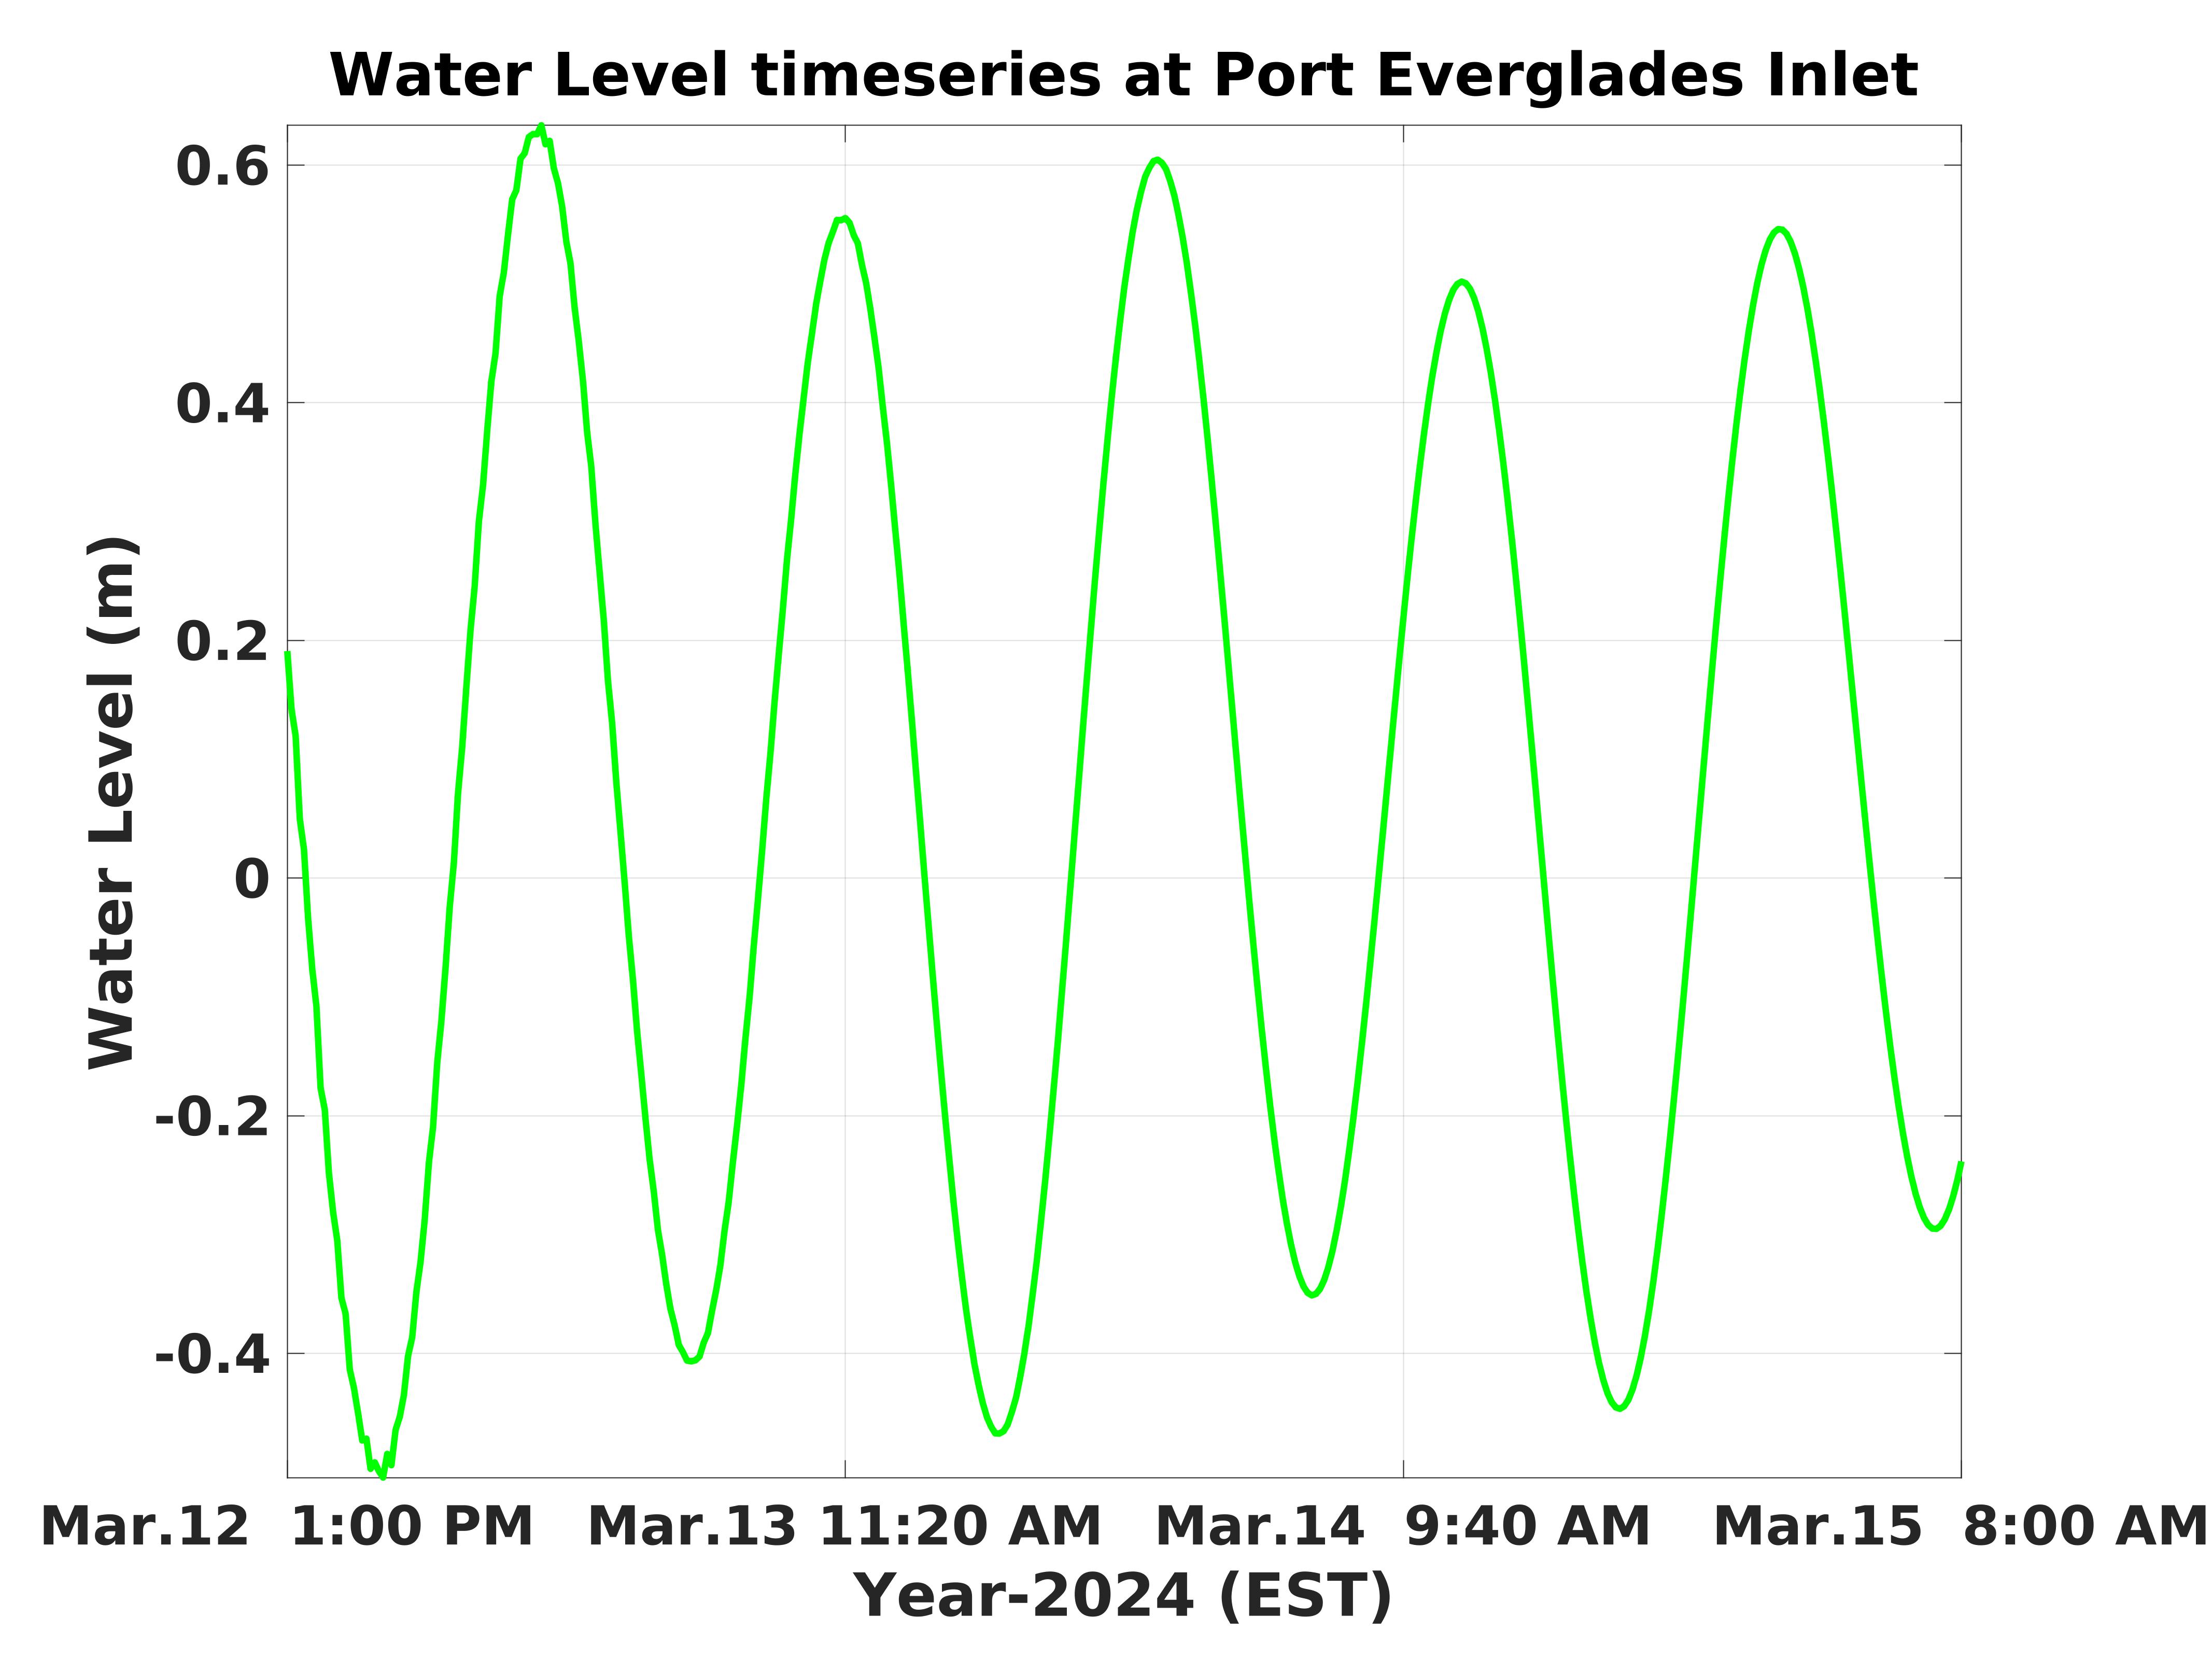 Water Level timeseries at Port Everglades Inlet
0.6
0.4
0.2
0
-0.2
-0.4
Water Level (m)
Mar.12 1:00 PM Mar.13 11:20 AM Mar.14 9:40 AM Mar.15 8:00 AM
Year-2024 (EST)